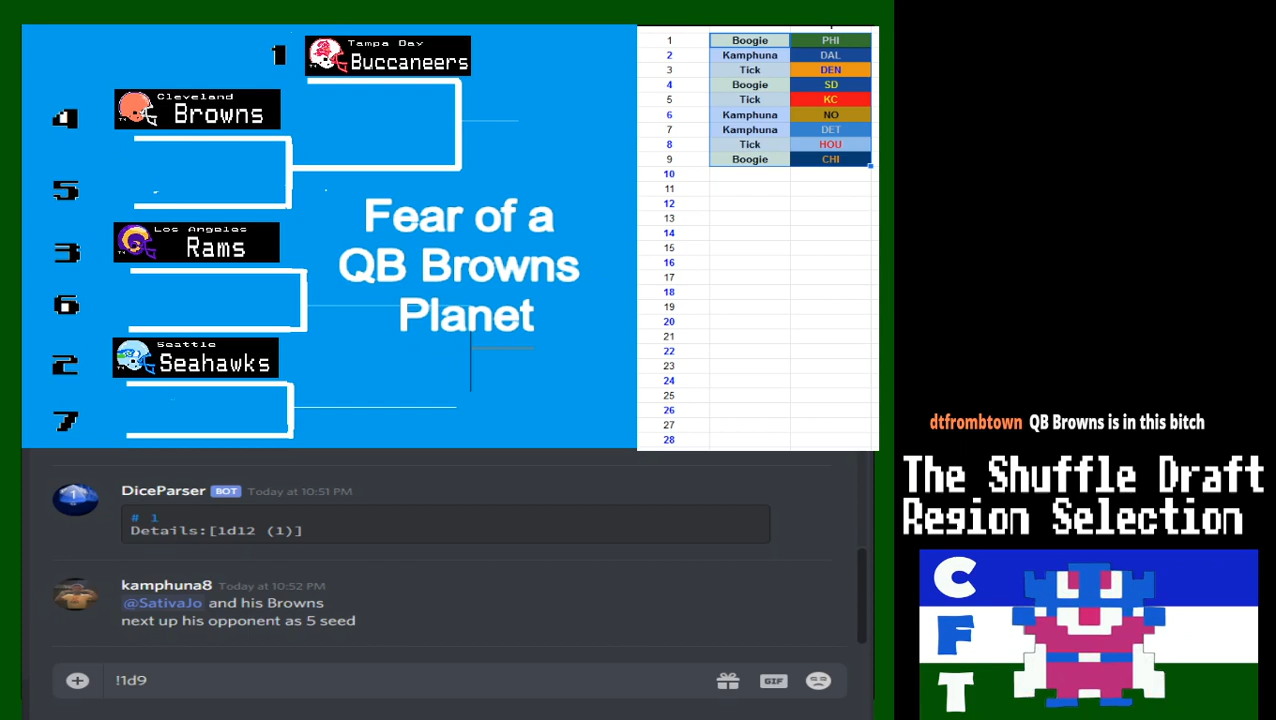 1
Tampa Bay
Buccaneers
4
Cleveland
Browns
5
3
Los Angeles
Rams
6
2
Seattle
Seahawks
7
Fear of a
QB Browns
Planet
1 Boogie PHI
2 Kamphuna DAL
3 Tick DEN
4 Boogie SD
5 Tick KC
6 Kamphuna NO
7 Kamphuna DET
8 Tick HOU
9 Boogie CHI
10
11
12
13
14
15
16
17
18
19
20
21
22
23
24
25
26
27
28
DiceParser BOT Today at 10:51 PM
# 1
Details:[1d12 (1)]
kamphuna8 Today at 10:52 PM
@SativaJo and his Browns
next up his opponent as 5 seed
!1d9
GIF
dtfrombtown QB Browns is in this bitch
The Shuffle Draft
Region Selection
C
F
T